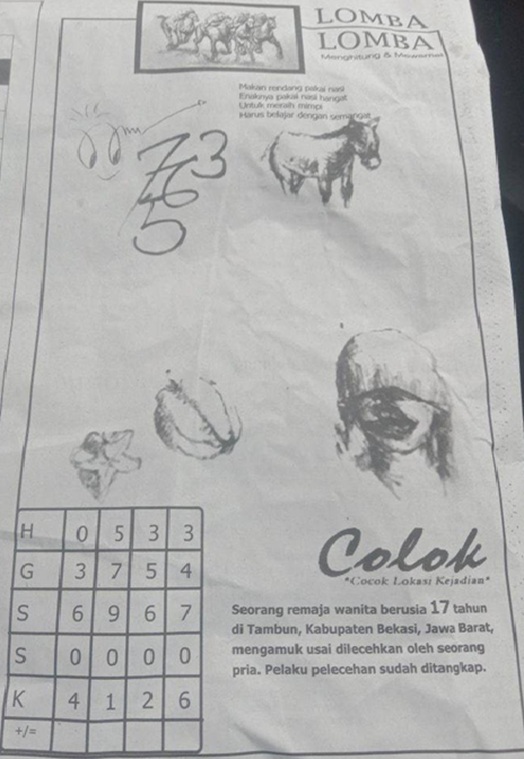 LOMBA
LOMBA
Menghitung & Mewarnai
Makan rendang pakai nasi
Enaknya pakai nasi hangat
Untuk meraih mimpi
Harus belajar dengan semangat
7 3
5
H 0 5 3 3
G 3 7 5 4
S 6 9 6 7
S 0 0 0 0
K 4 1 2 6
+/=
Colok
"Cocok Lokasi Kejadian"
Seorang remaja wanita berusia 17 tahun
di Tambun, Kabupaten Bekasi, Jawa Barat,
mengamuk usai dilecehkan oleh seorang
pria. Pelaku pelecehan sudah ditangkap.